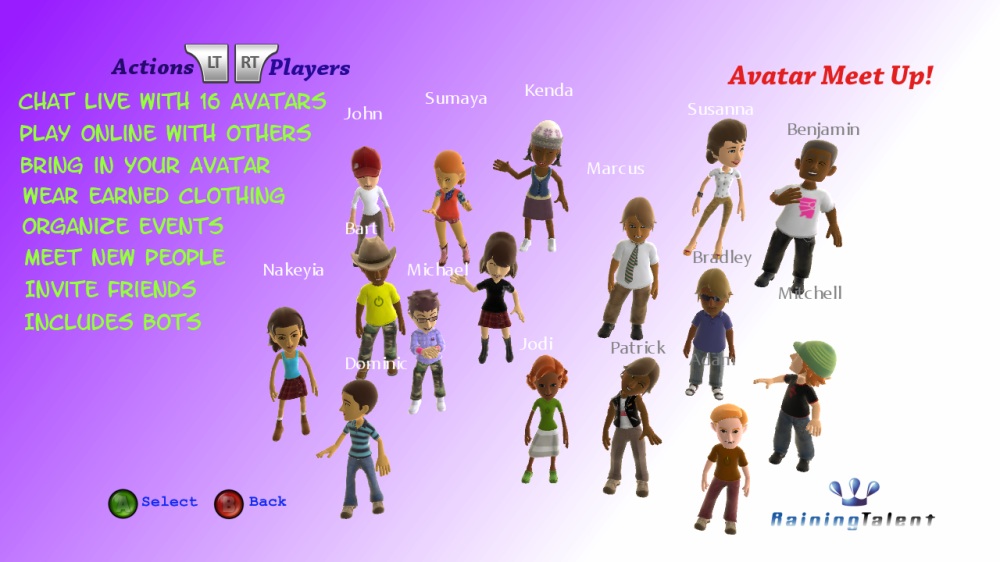 Actions LT RT Players
Avatar Meet Up!
CHAT LIVE WITH 16 AVATARS
PLAY ONLINE WITH OTHERS
BRING IN YOUR AVATAR
WEAR EARNED CLOTHING
ORGANIZE EVENTS
MEET NEW PEOPLE
INVITE FRIENDS
INCLUDES BOTS
John
Sumaya
Kenda
Susanna
Benjamin
Marcus
Bart
Nakeyia
Michael
Bradley
Mitchell
Dominic
Jodi
Patrick
Adam
A Select B Back
RainingTalent